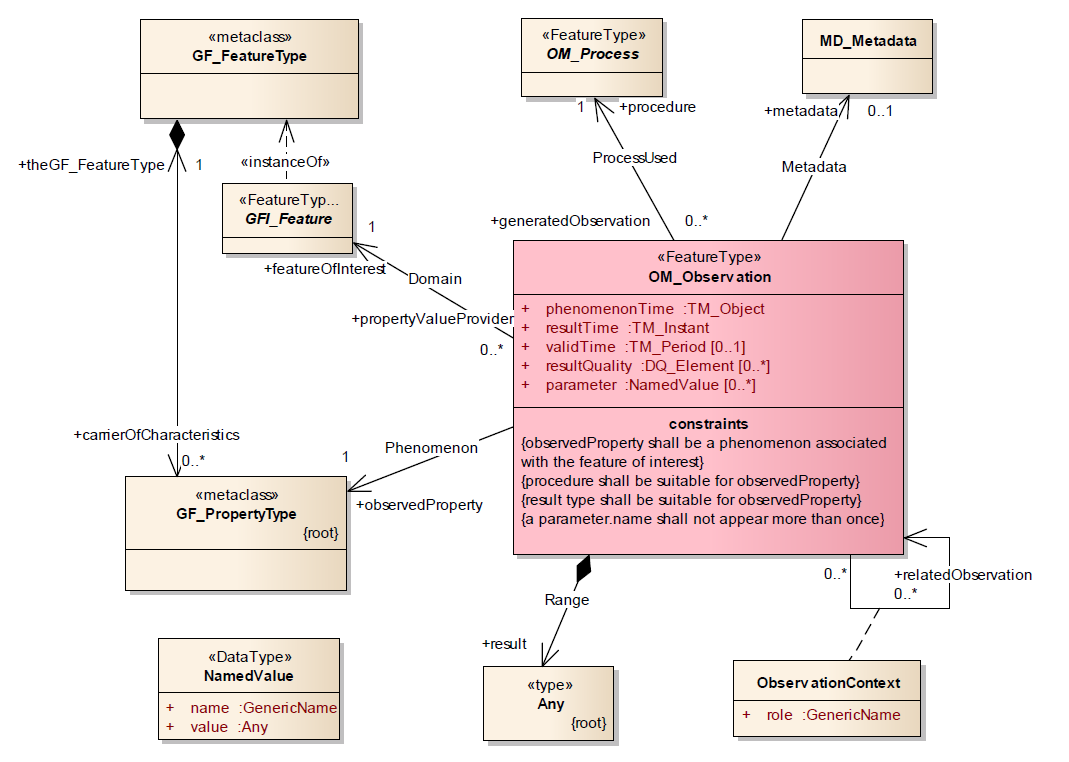 «metaclass»
GF_FeatureType
«FeatureType»
OM_Process
MD_Metadata
1
+procedure
+metadata
0..1
ProcessUsed
Metadata
+theGF_FeatureType
1
«instanceOf»
«FeatureTyp...
GFI_Feature
1
+featureOfInterest
Domain
+generatedObservation
0..*
+propertyValueProvider
0..*
«FeatureType»
OM_Observation
+ phenomenonTime :TM_Object
+ resultTime :TM_Instant
+ validTime :TM_Period [0..1]
+ resultQuality :DQ_Element [0..*]
+ parameter :NamedValue [0..*]
constraints
{observedProperty shall be a phenomenon associated
with the feature of interest}
{procedure shall be suitable for observedProperty}
{result type shall be suitable for observedProperty}
{a parameter.name shall not appear more than once}
+carrierOfCharacteristics
0..*
Phenomenon
1
+observedProperty
«metaclass»
GF_PropertyType
{root}
0..*
+relatedObservation
0..*
Range
+result
«DataType»
NamedValue
+ name :GenericName
+ value :Any
«type»
Any
{root}
ObservationContext
+ role :GenericName